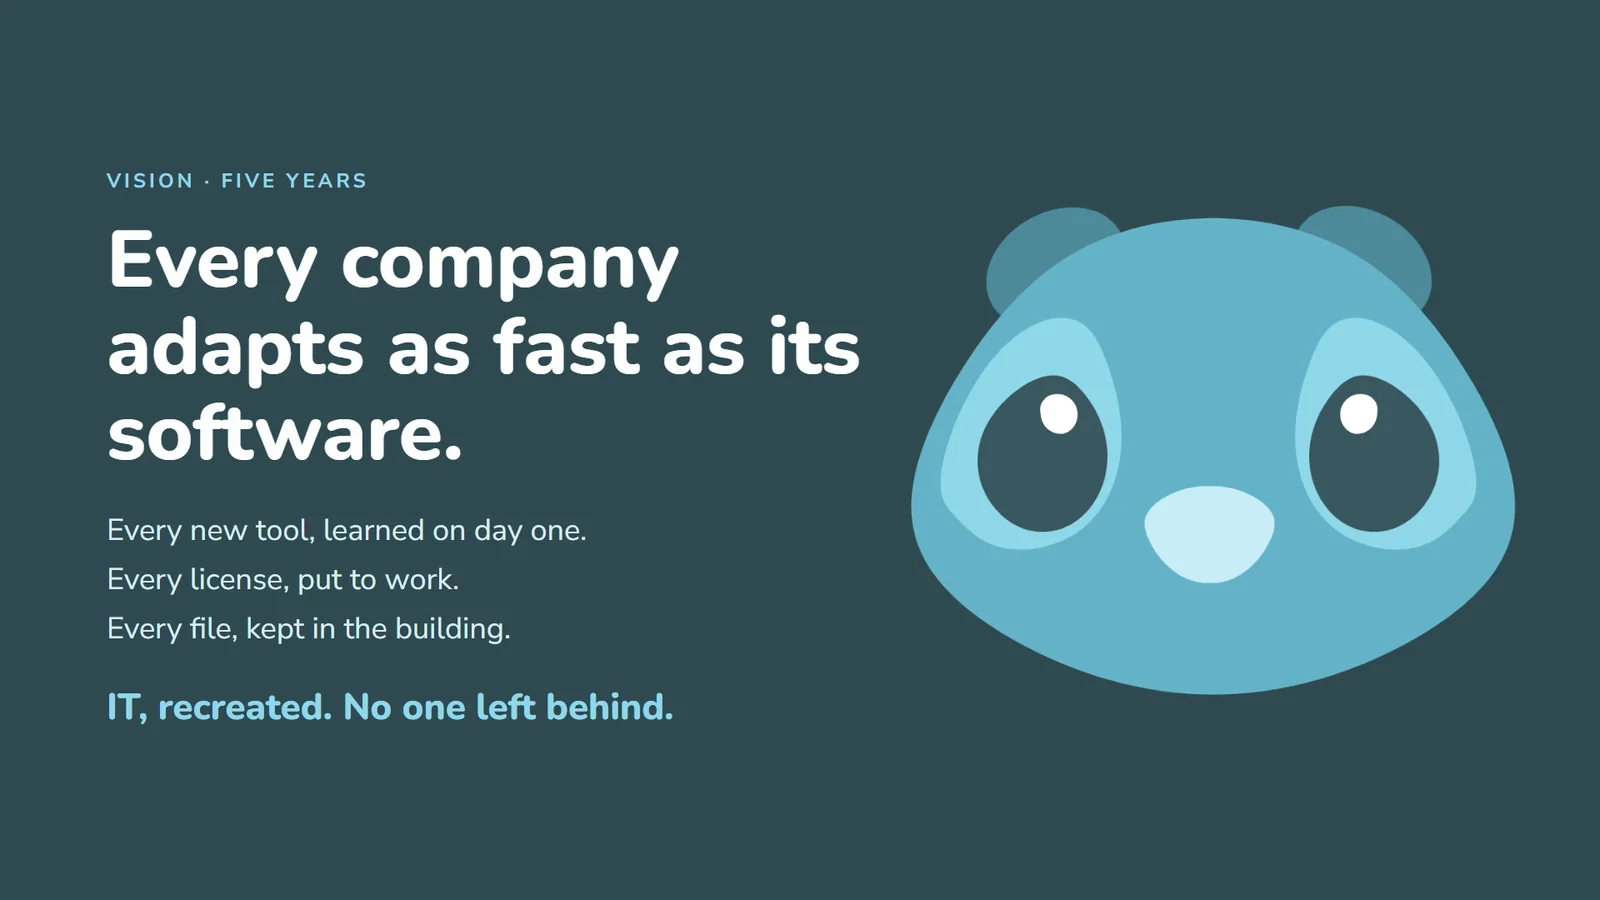 VISION · FIVE YEARS
Every company
adapts as fast as its
software.
Every new tool, learned on day one.
Every license, put to work.
Every file, kept in the building.
IT, recreated. No one left behind.